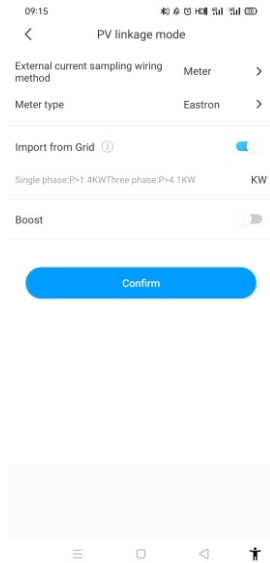 09:15
PV linkage mode
External current sampling wiring
method
Meter
Meter type
Eastron
Import from Grid
Single phase:P>1.4KWThree phase:P>4.1KW
KW
Boost
Confirm